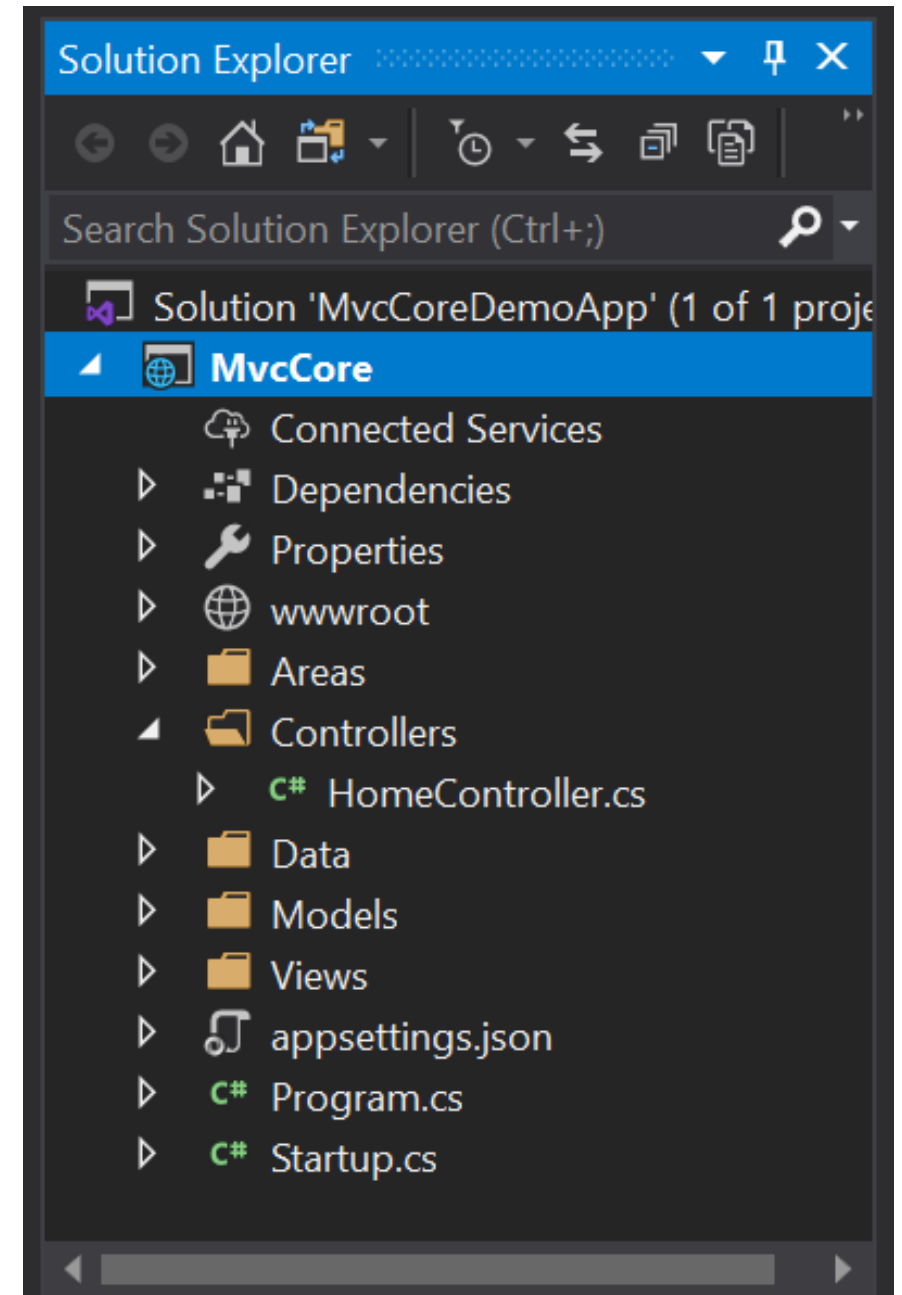 Solution Explorer
Search Solution Explorer (Ctrl+;)
Solution 'MvcCoreDemoApp' (1 of 1 proje
MvcCore
Connected Services
Dependencies
Properties
wwwroot
Areas
Controllers
C# HomeController.cs
Data
Models
Views
appsettings.json
C# Program.cs
C# Startup.cs